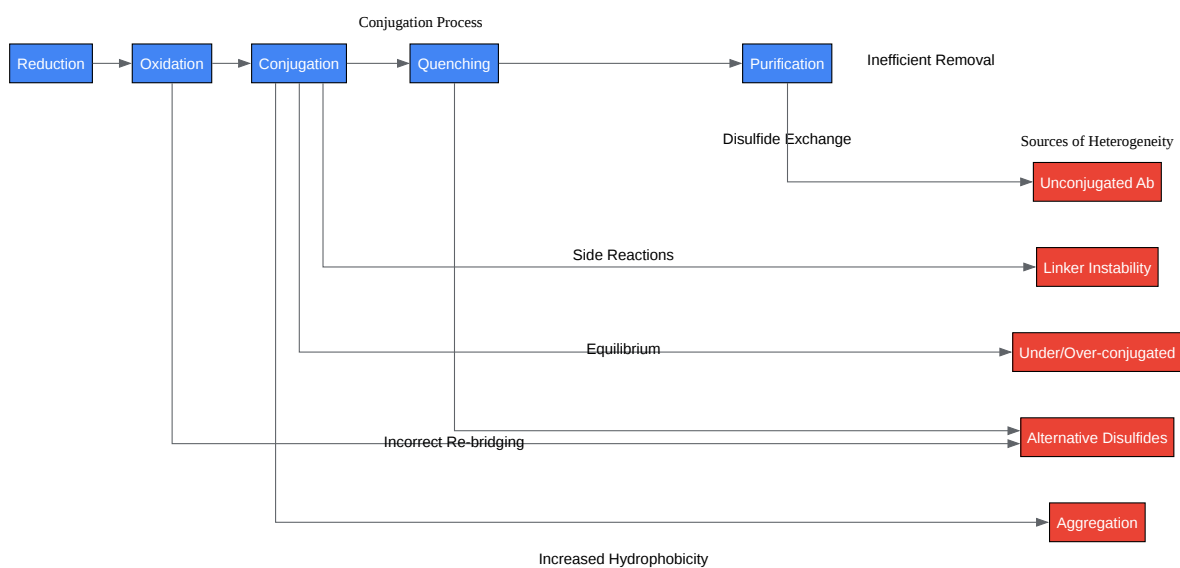 Conjugation Process
Reduction
Oxidation
Conjugation
Quenching
Purification
Inefficient Removal
Disulfide Exchange
Sources of Heterogeneity
Unconjugated Ab
Side Reactions
Linker Instability
Equilibrium
Under/Over-conjugated
Incorrect Re-bridging
Alternative Disulfides
Aggregation
Increased Hydrophobicity